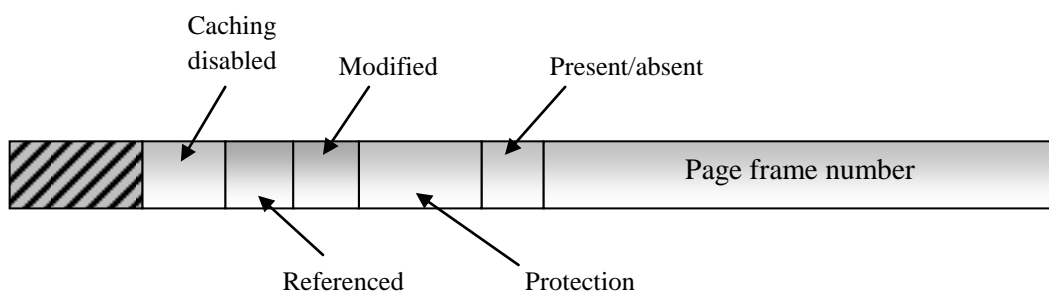 Caching
disabled
Modified
Present/absent
Page frame number
Referenced
Protection